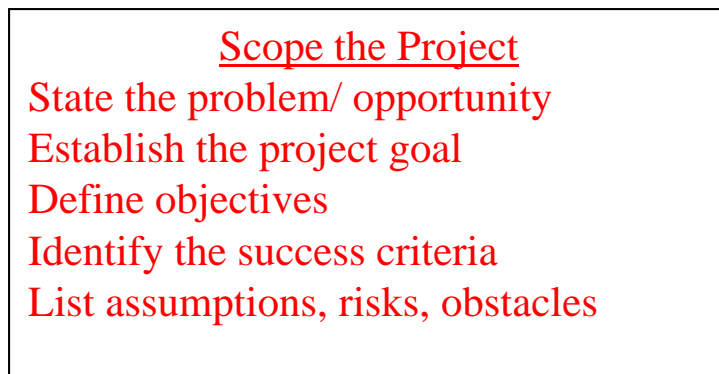 Scope the Project
State the problem/ opportunity
Establish the project goal
Define objectives
Identify the success criteria
List assumptions, risks, obstacles